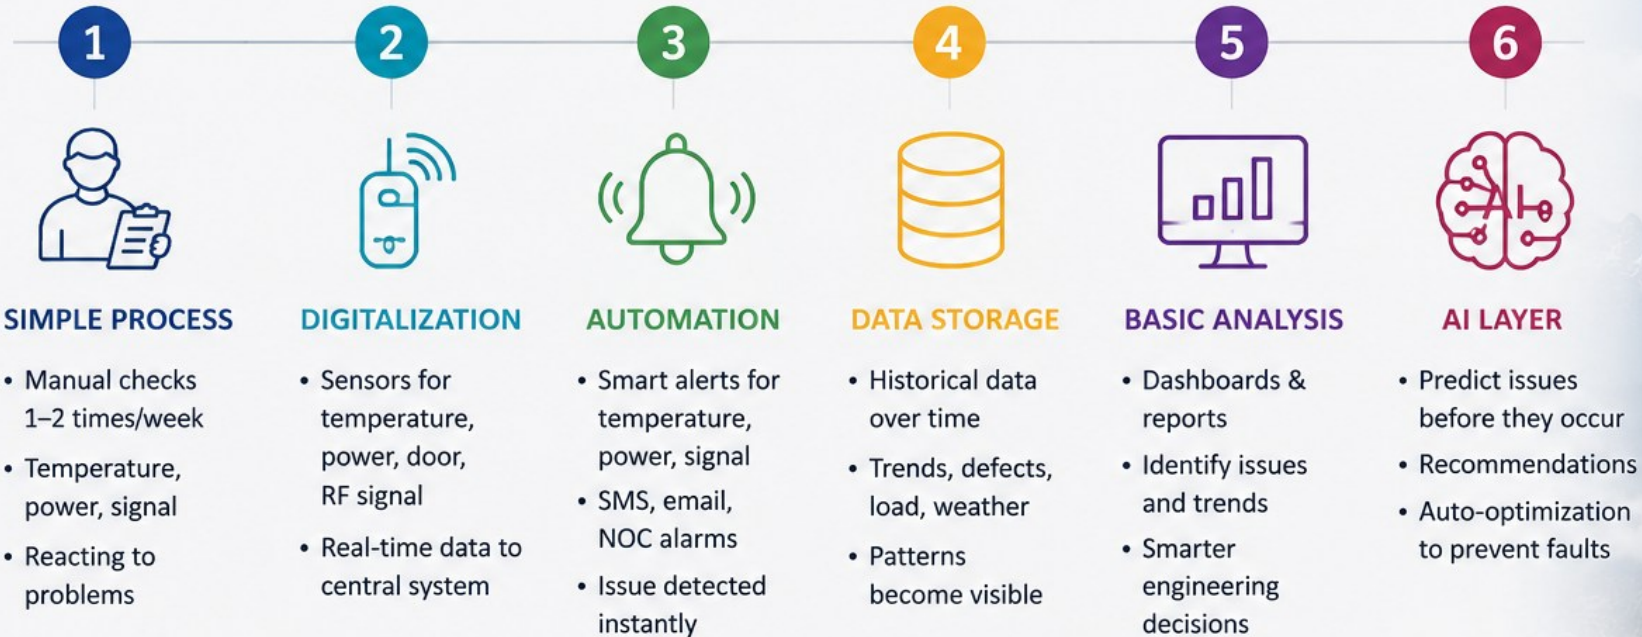 1
2
3
4
5
6
AI
SIMPLE PROCESS
• Manual checks
1–2 times/week
• Temperature,
power, signal
• Reacting to
problems
DIGITALIZATION
• Sensors for
temperature,
power, door,
RF signal
• Real-time data to
central system
AUTOMATION
• Smart alerts for
temperature,
power, signal
• SMS, email,
NOC alarms
• Issue detected
instantly
DATA STORAGE
• Historical data
over time
• Trends, defects,
load, weather
• Patterns
become visible
BASIC ANALYSIS
• Dashboards &
reports
• Identify issues
and trends
• Smarter
engineering
decisions
AI LAYER
• Predict issues
before they occur
• Recommendations
• Auto-optimization
to prevent faults